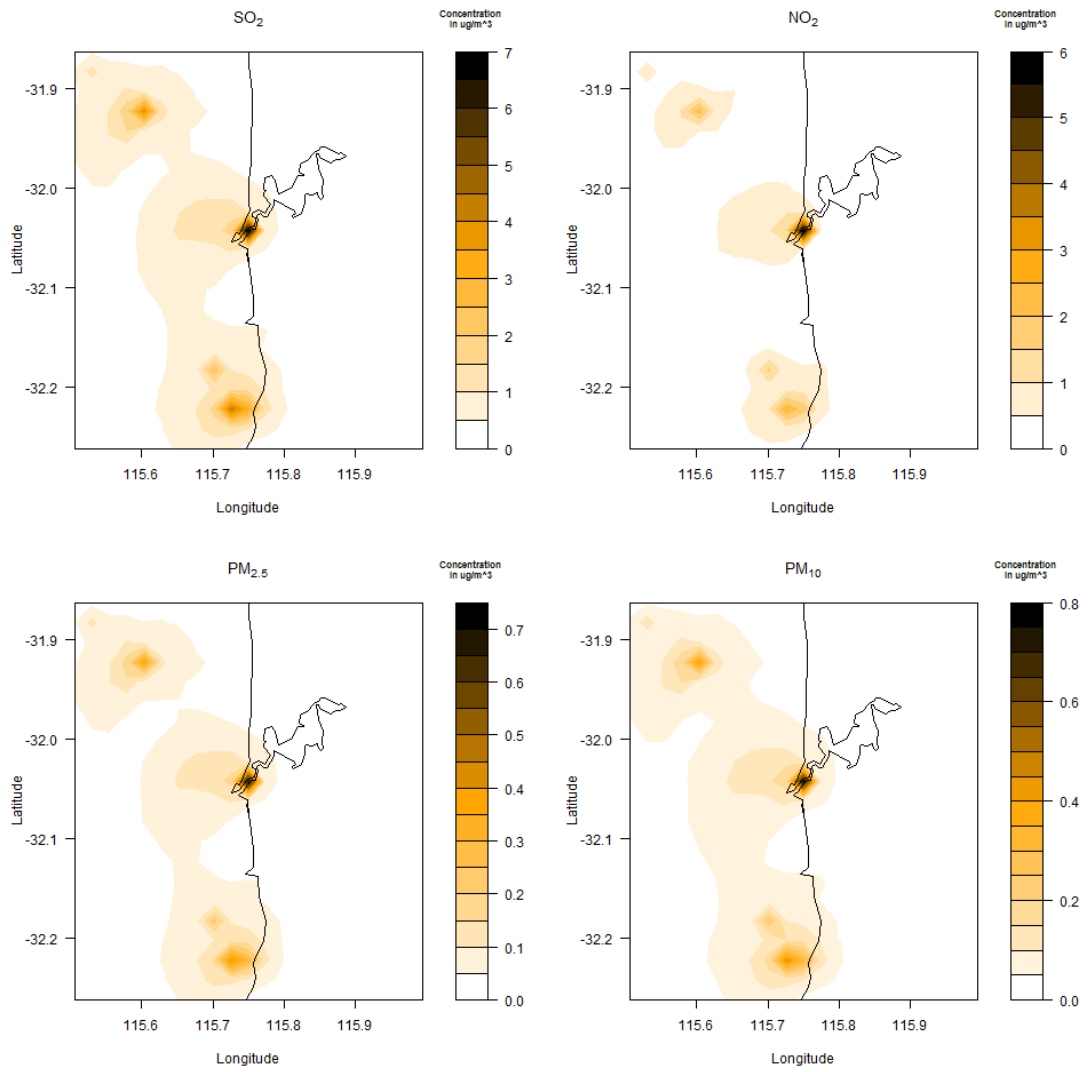 SO2
Concentration
in ug/m^3
7
6
5
4
3
2
1
0
-31.9
-32.0
-32.1
-32.2
Latitude
115.6 115.7 115.8 115.9
Longitude
NO2
Concentration
in ug/m^3
6
5
4
3
2
1
0
-31.9
-32.0
-32.1
-32.2
Latitude
115.6 115.7 115.8 115.9
Longitude
PM2.5
Concentration
in ug/m^3
0.7
0.6
0.5
0.4
0.3
0.2
0.1
0.0
-31.9
-32.0
-32.1
-32.2
Latitude
115.6 115.7 115.8 115.9
Longitude
PM10
Concentration
in ug/m^3
0.8
0.6
0.4
0.2
0.0
-31.9
-32.0
-32.1
-32.2
Latitude
115.6 115.7 115.8 115.9
Longitude